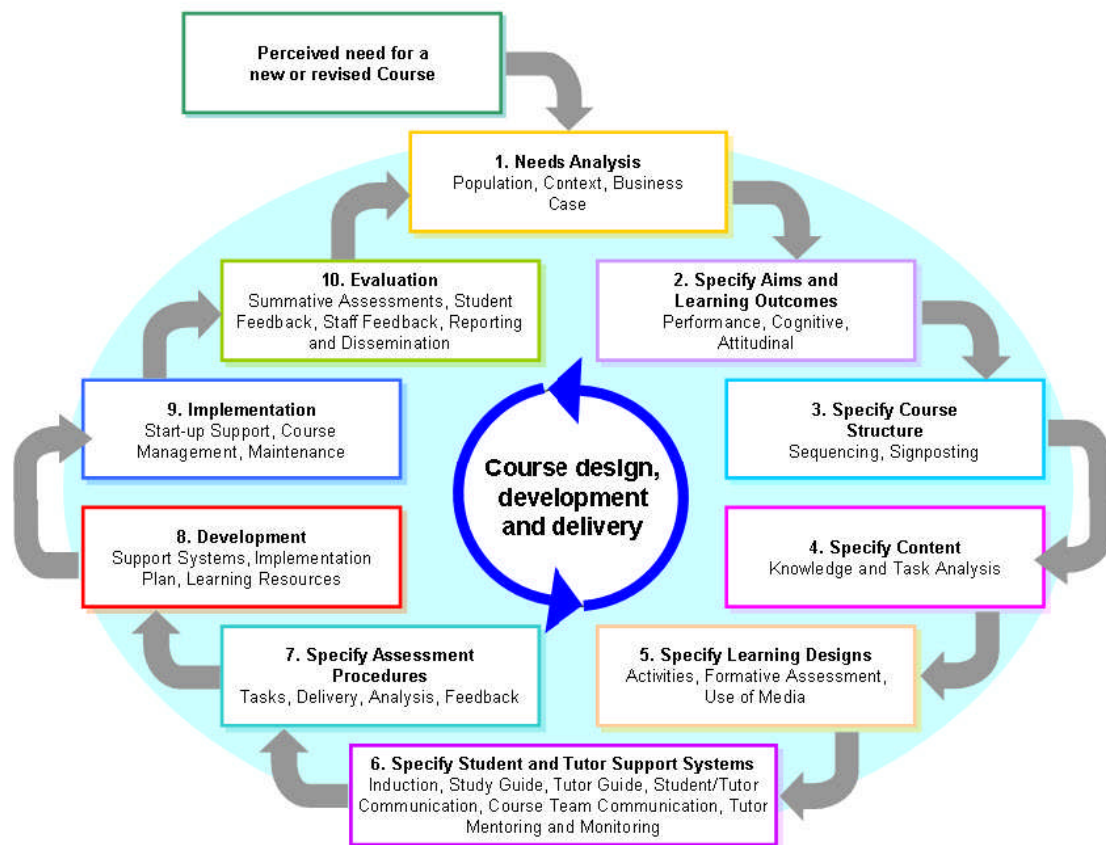 Perceived need for a
new or revised Course
1. Needs Analysis
Population, Context, Business
Case
2. Specify Aims and
Learning Outcomes
Performance, Cognitive,
Attitudinal
3. Specify Course
Structure
Sequencing, Signposting
4. Specify Content
Knowledge and Task Analysis
5. Specify Learning Designs
Activities, Formative Assessment,
Use of Media
6. Specify Student and Tutor Support Systems
Induction, Study Guide, Tutor Guide, Student/Tutor
Communication, Course Team Communication, Tutor
Mentoring and Monitoring
7. Specify Assessment
Procedures
Tasks, Delivery, Analysis, Feedback
8. Development
Support Systems, Implementation
Plan, Learning Resources
9. Implementation
Start-up Support, Course
Management, Maintenance
10. Evaluation
Summative Assessments, Student
Feedback, Staff Feedback, Reporting
and Dissemination
Course design,
development
and delivery